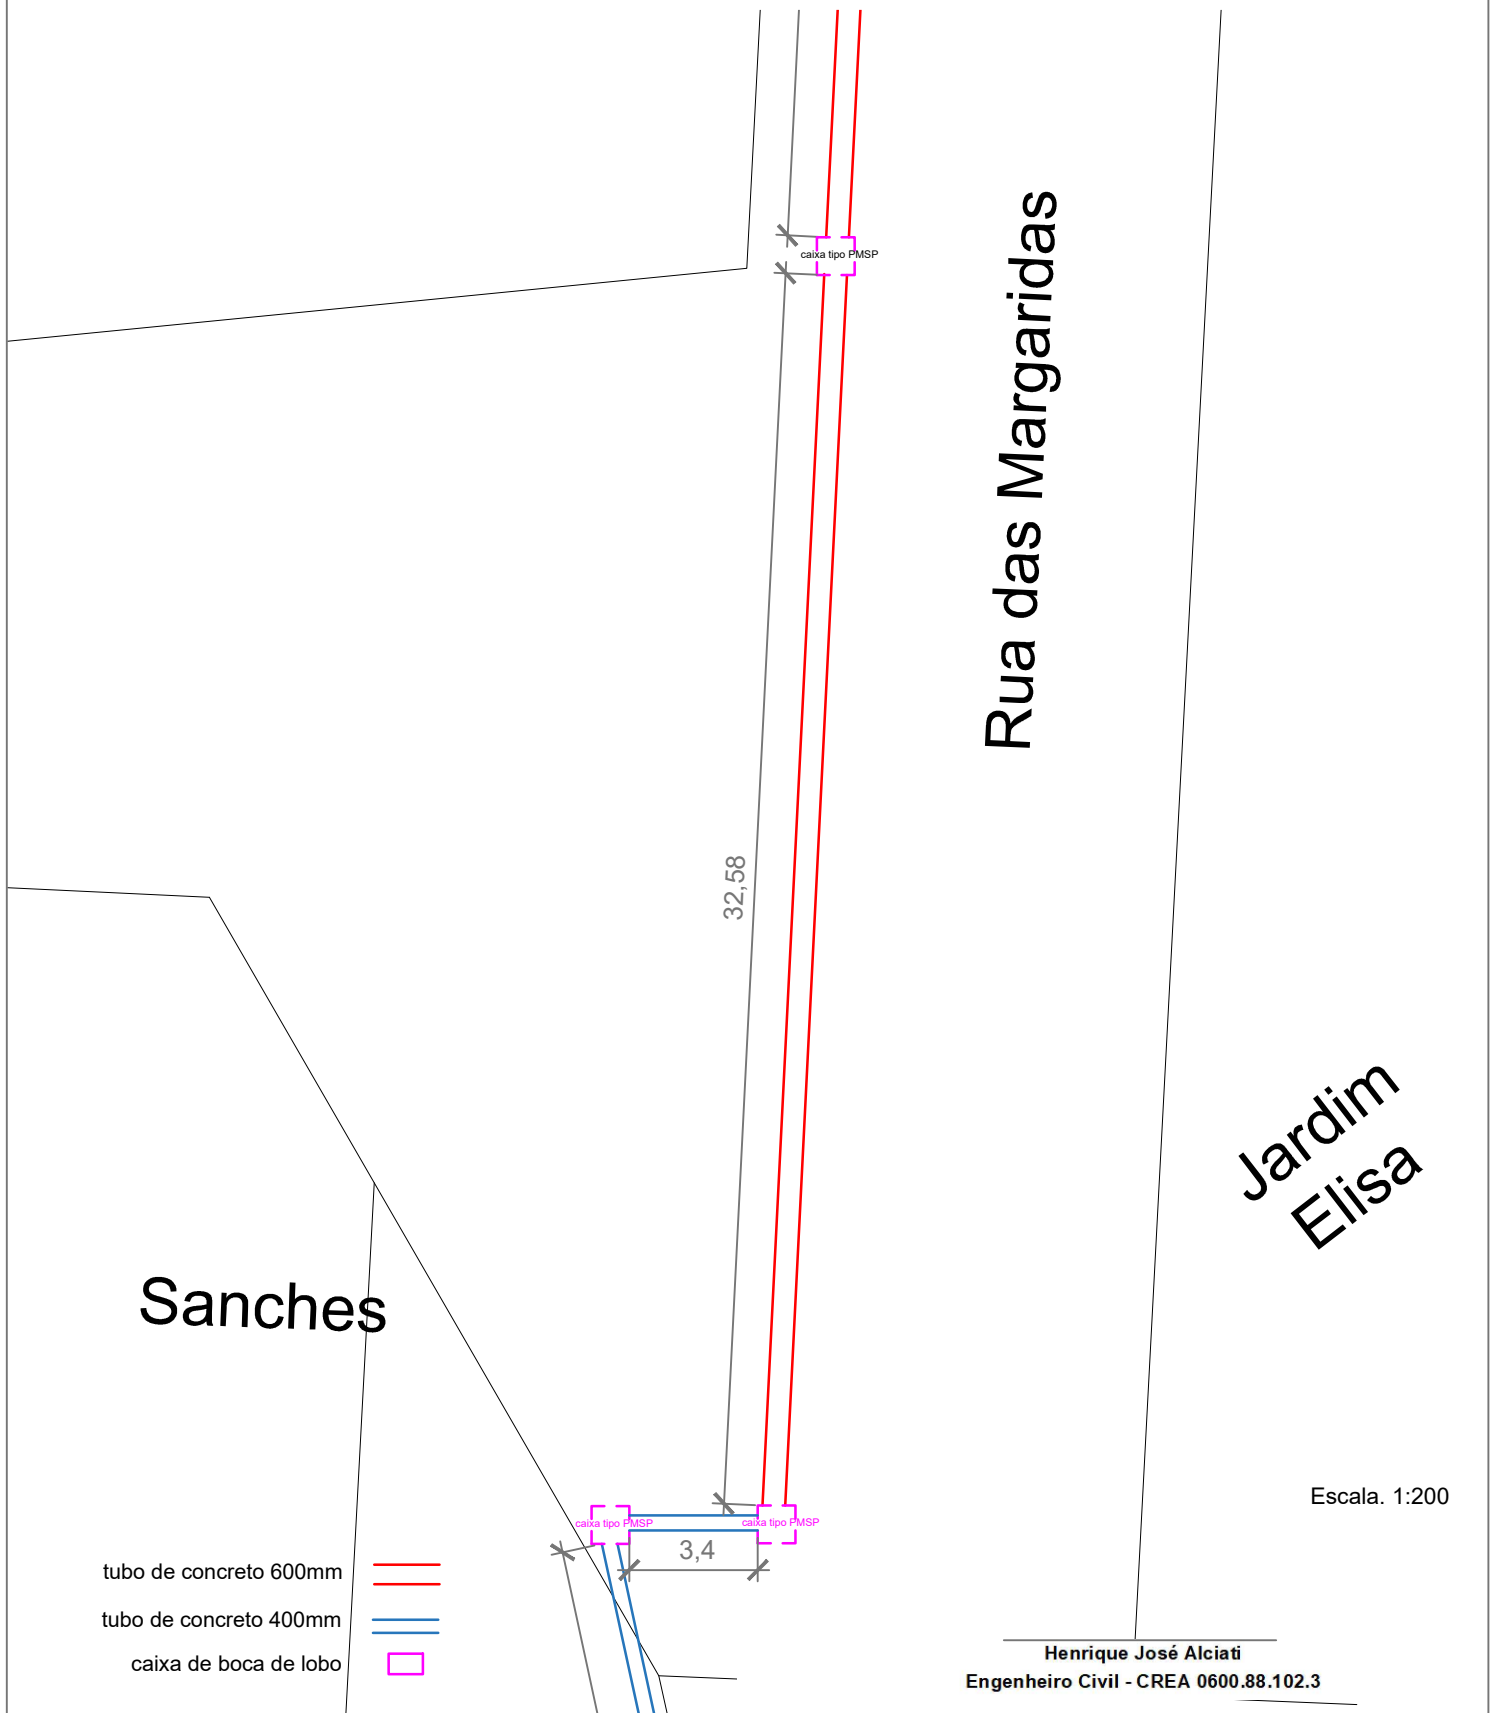 caixa tipo PMSP
Rua das Margaridas
32,58
Jardim
Elisa
Sanches
Escala. 1:200
caixa tipo PMSP
caixa tipo PMSP
3,4
tubo de concreto 600mm
tubo de concreto 400mm
caixa de boca de lobo
Henrique José Alciati
Engenheiro Civil - CREA 0600.88.102.3